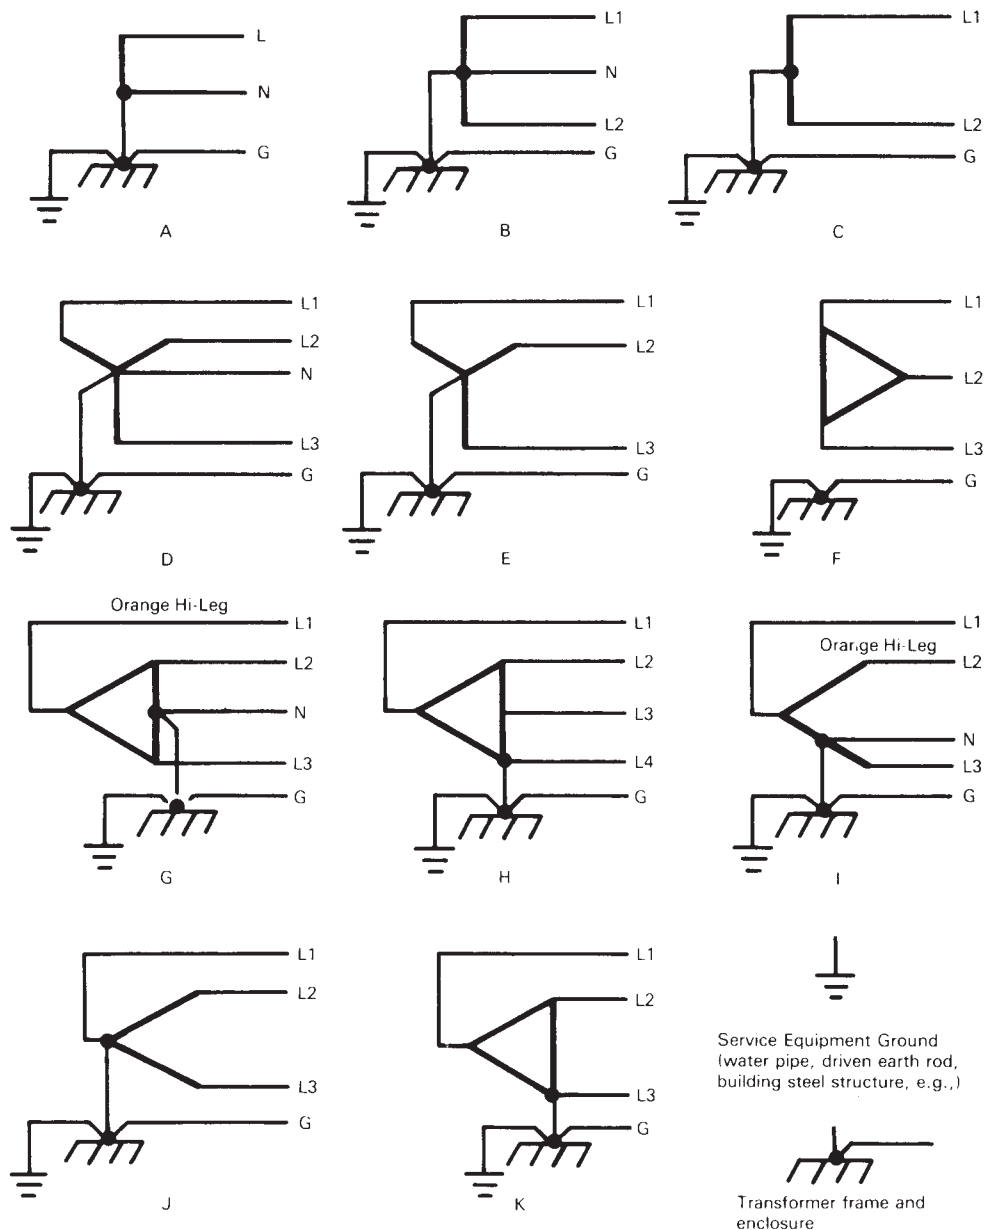 L
N
G
A
L1
N
L2
G
B
L1
L2
G
C
L1
L2
N
L3
G
D
L1
L2
L3
G
E
L1
L2
L3
G
F
Orange Hi-Leg
L1
L2
N
L3
G
G
L1
L2
L3
L4
G
H
L1
Orange Hi-Leg
L2
N
L3
G
I
L1
L2
L3
G
J
L1
L2
L3
G
K
Service Equipment Ground
(water pipe, driven earth rod,
building steel structure, e.g.,)
Transformer frame and
enclosure